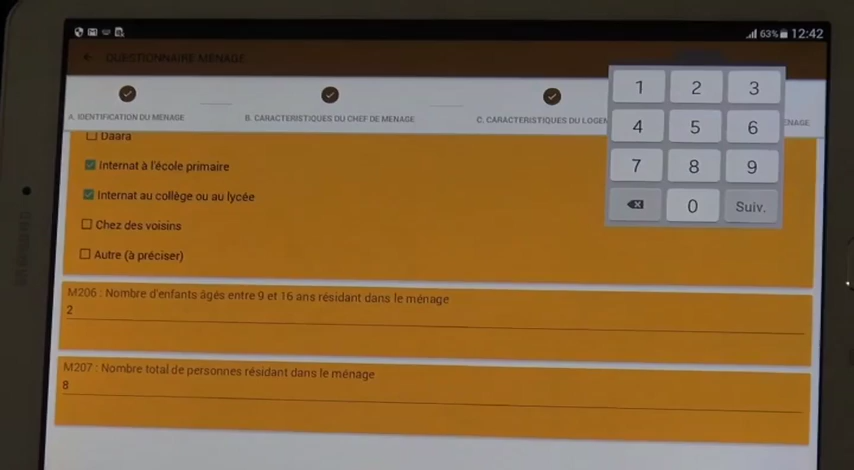 63% 12:42
QUESTIONNAIRE MENAGE
A. IDENTIFICATION DU MENAGE
B. CARACTERISTIQUES DU CHEF DE MENAGE
C. CARACTERISTIQUES DU LOGEM
ENAGE
1 2 3
4 5 6
7 8 9
0 Suiv.
Daara
Internat à l'école primaire
Internat au collège ou au lycée
Chez des voisins
Autre (à préciser)
M206 : Nombre d'enfants âgés entre 9 et 16 ans résidant dans le ménage
2
M207 : Nombre total de personnes résidant dans le ménage
8
SAMSUNG